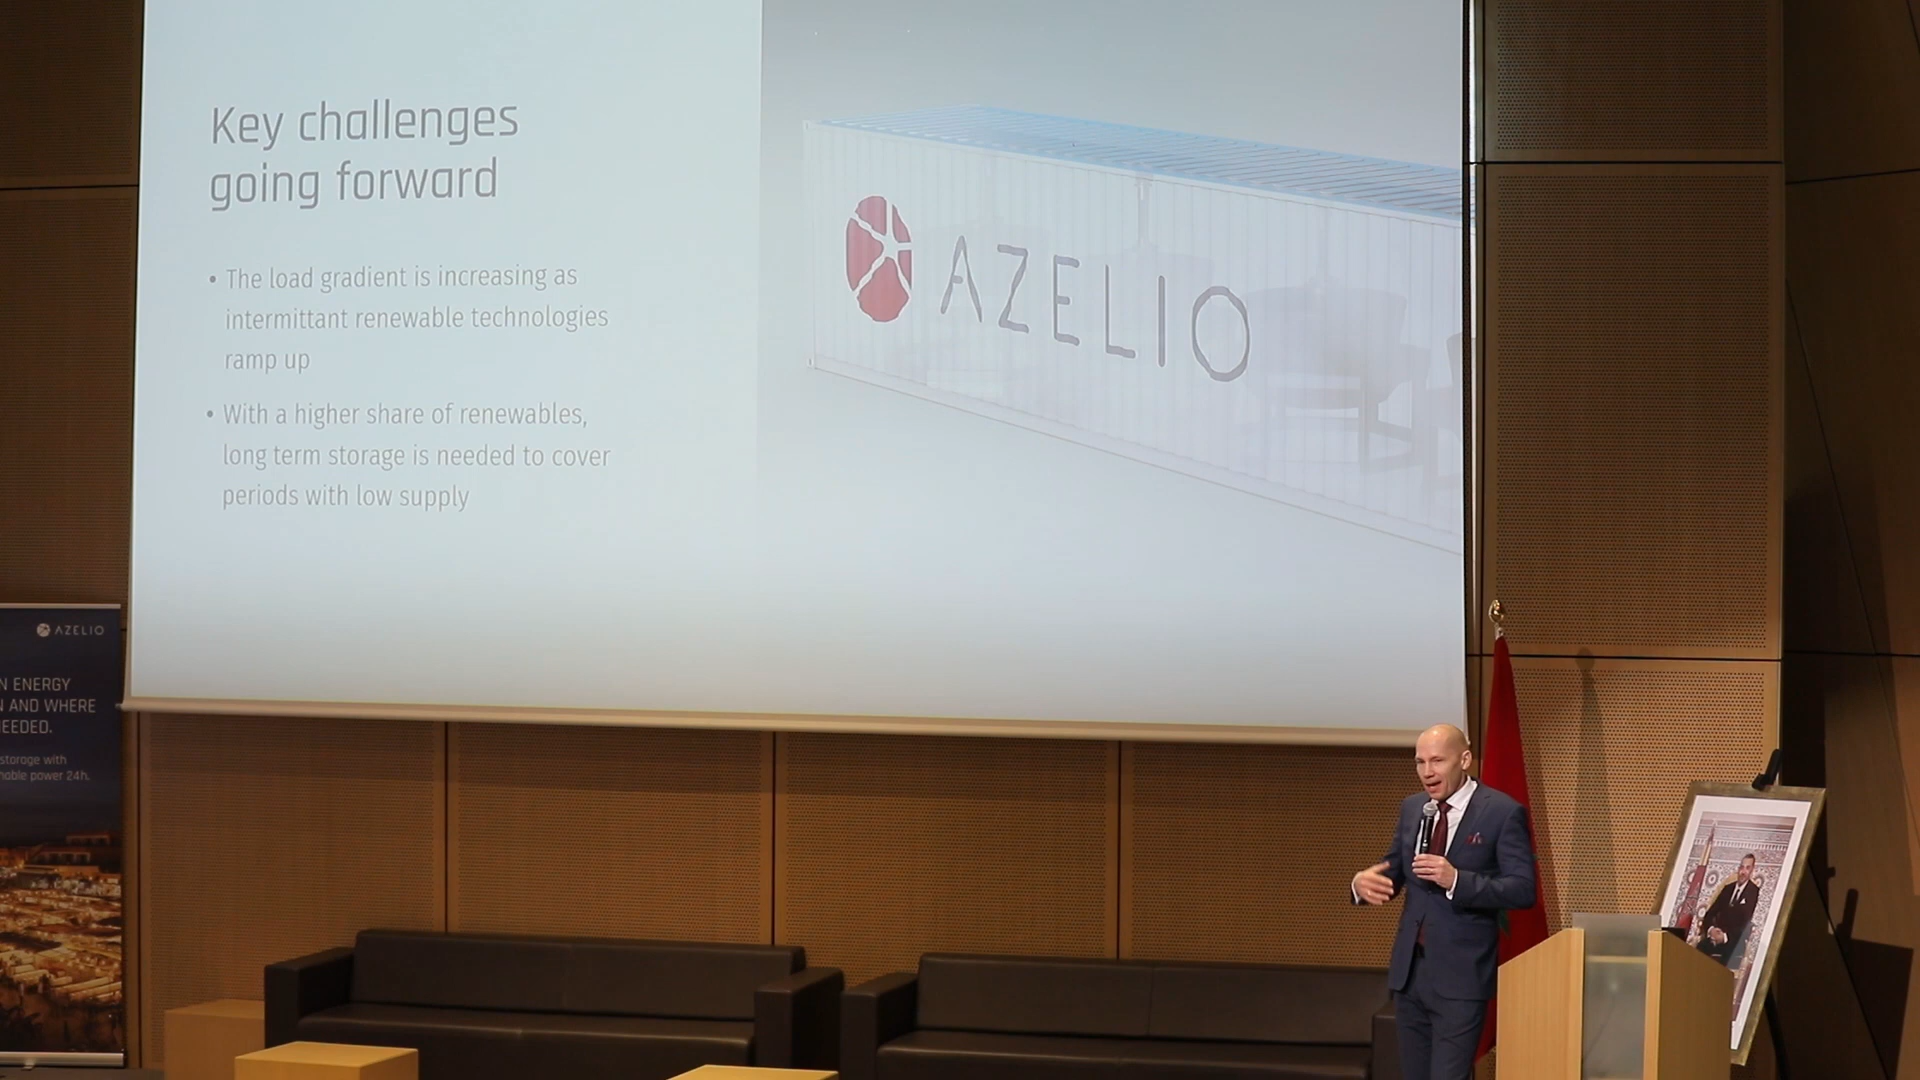 Key challenges
going forward
• The load gradient is increasing as
intermittant renewable technologies
ramp up
• With a higher share of renewables,
long term storage is needed to cover
periods with low supply
AZELIO
AZELIO
N ENERGY
AND WHERE
EEDED.
storage with
power 24h.